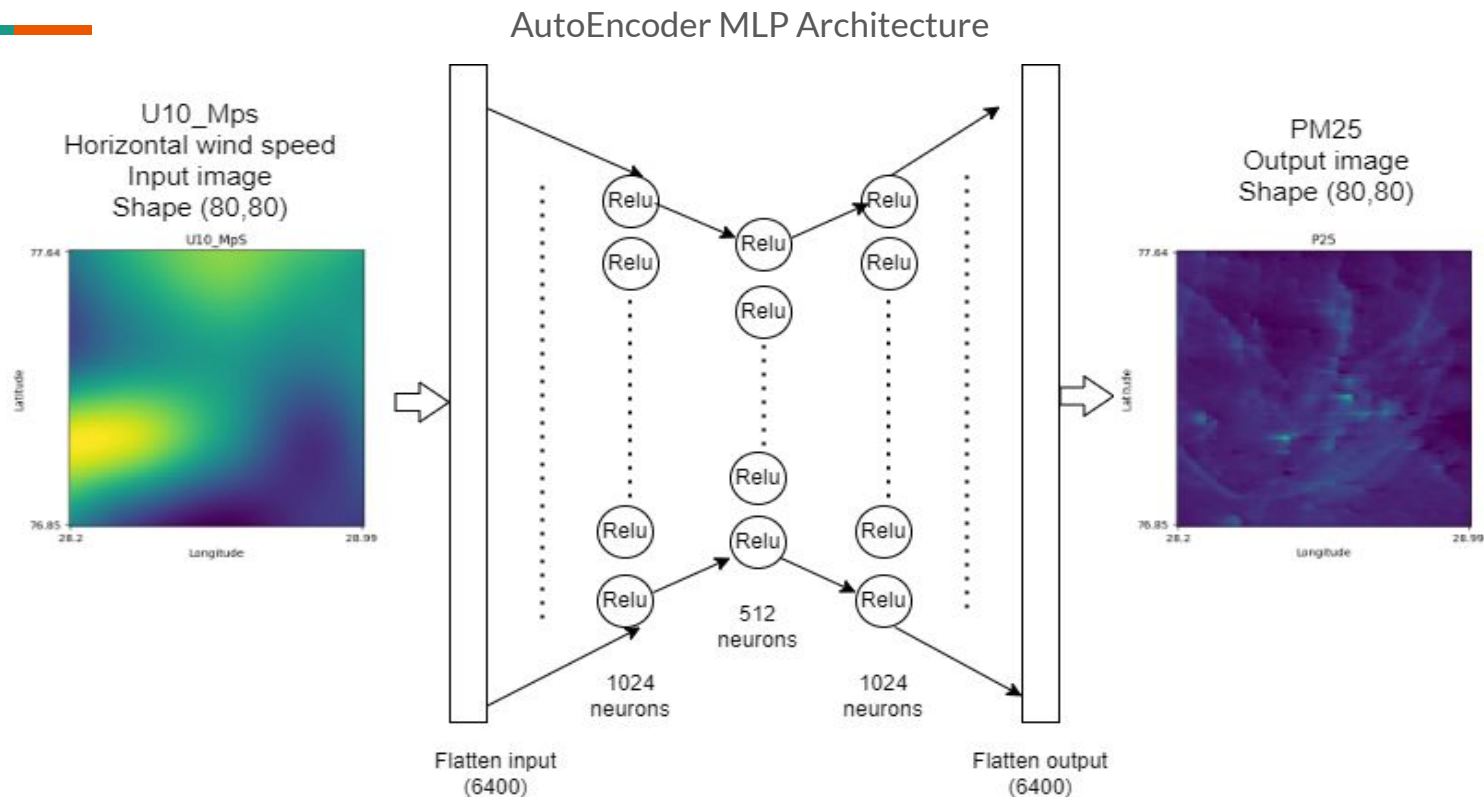 AutoEncoder MLP Architecture
U10_Mps
Horizontal wind speed
Input image
Shape (80,80)
U10_MpS
77.64
Latitude
76.85
28.2
28.99
Longitude
Relu
Relu
Relu
Relu
1024
neurons
Relu
Relu
Relu
Relu
512
neurons
Relu
Relu
Relu
Relu
1024
neurons
Flatten input
(6400)
Flatten output
(6400)
PM25
Output image
Shape (80,80)
P25
77.64
Latitude
76.85
28.2
28.99
Longitude